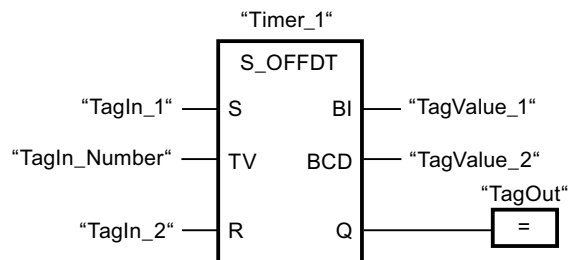 “Timer_1“
S_OFFDT
“TagIn_1“ S BI “TagValue_1“
“TagIn_Number“ TV BCD “TagValue_2“
“TagOut“
“TagIn_2“ R Q =